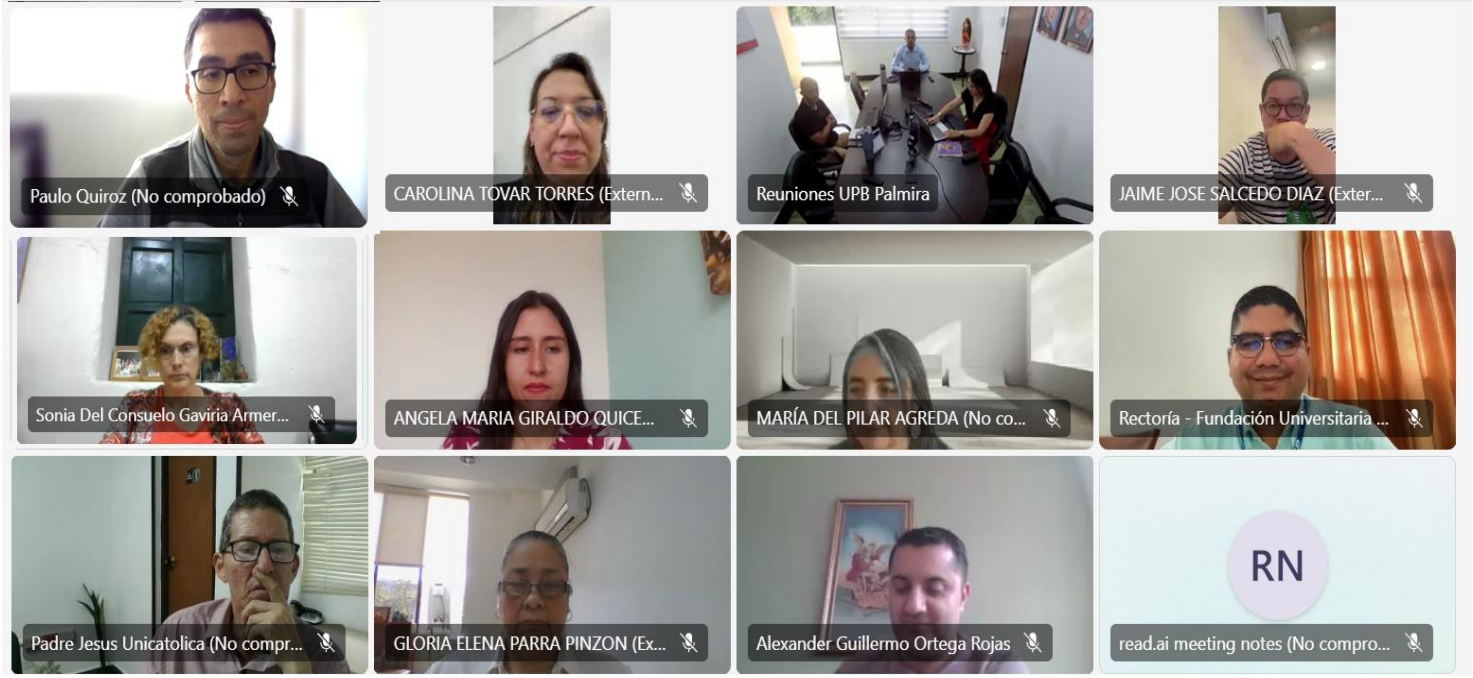 Paulo Quiroz (No comprobado)
CAROLINA TOVAR TORRES (Extern...
Reuniones UPB Palmira
JAIME JOSE SALCEDO DIAZ (Exter...
Sonia Del Consuelo Gaviria Armer...
ANGELA MARIA GIRALDO QUICE...
MARÍA DEL PILAR AGREDA (No co...
Rectoría - Fundación Universitaria ...
Padre Jesus Unicatolica (No compr...
GLORIA ELENA PARRA PINZON (Ex...
Alexander Guillermo Ortega Rojas
RN
read.ai meeting notes (No compro...